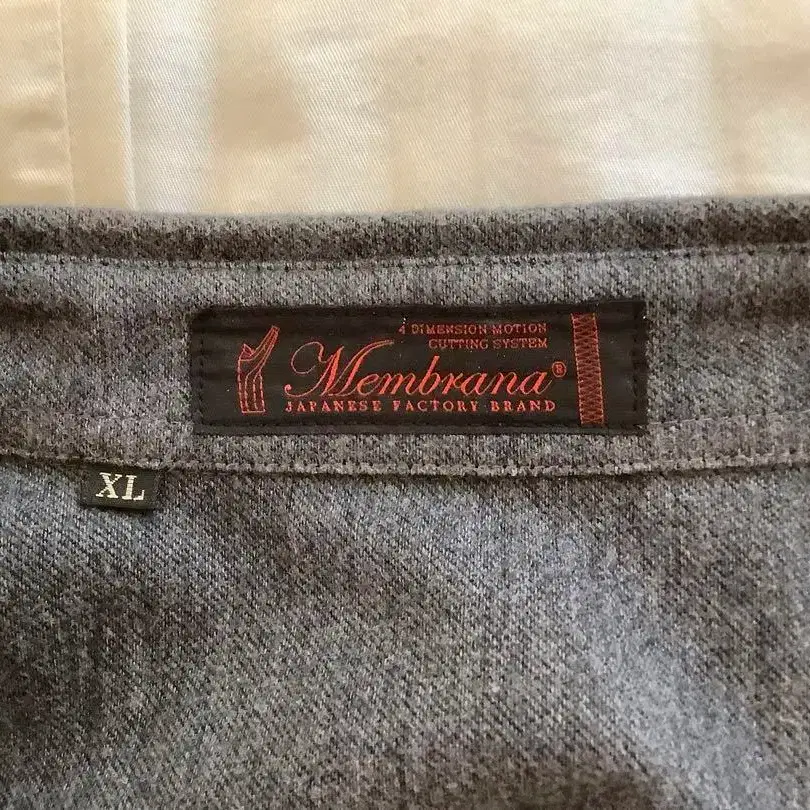 4 DIMENSION MOTION
CUTTING SYSTEM
Membrana®
JAPANESE FACTORY BRAND
XL